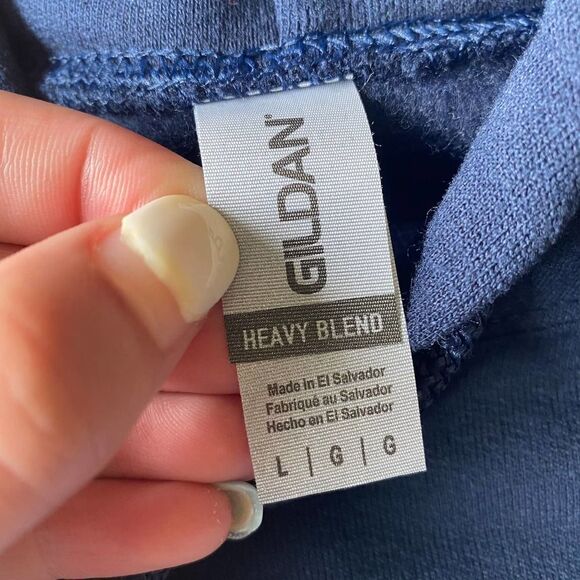 GILDAN®
HEAVY BLEND
Made in El Salvador
Fabriqué au Salvador
Hecho en El Salvador
L | G | G